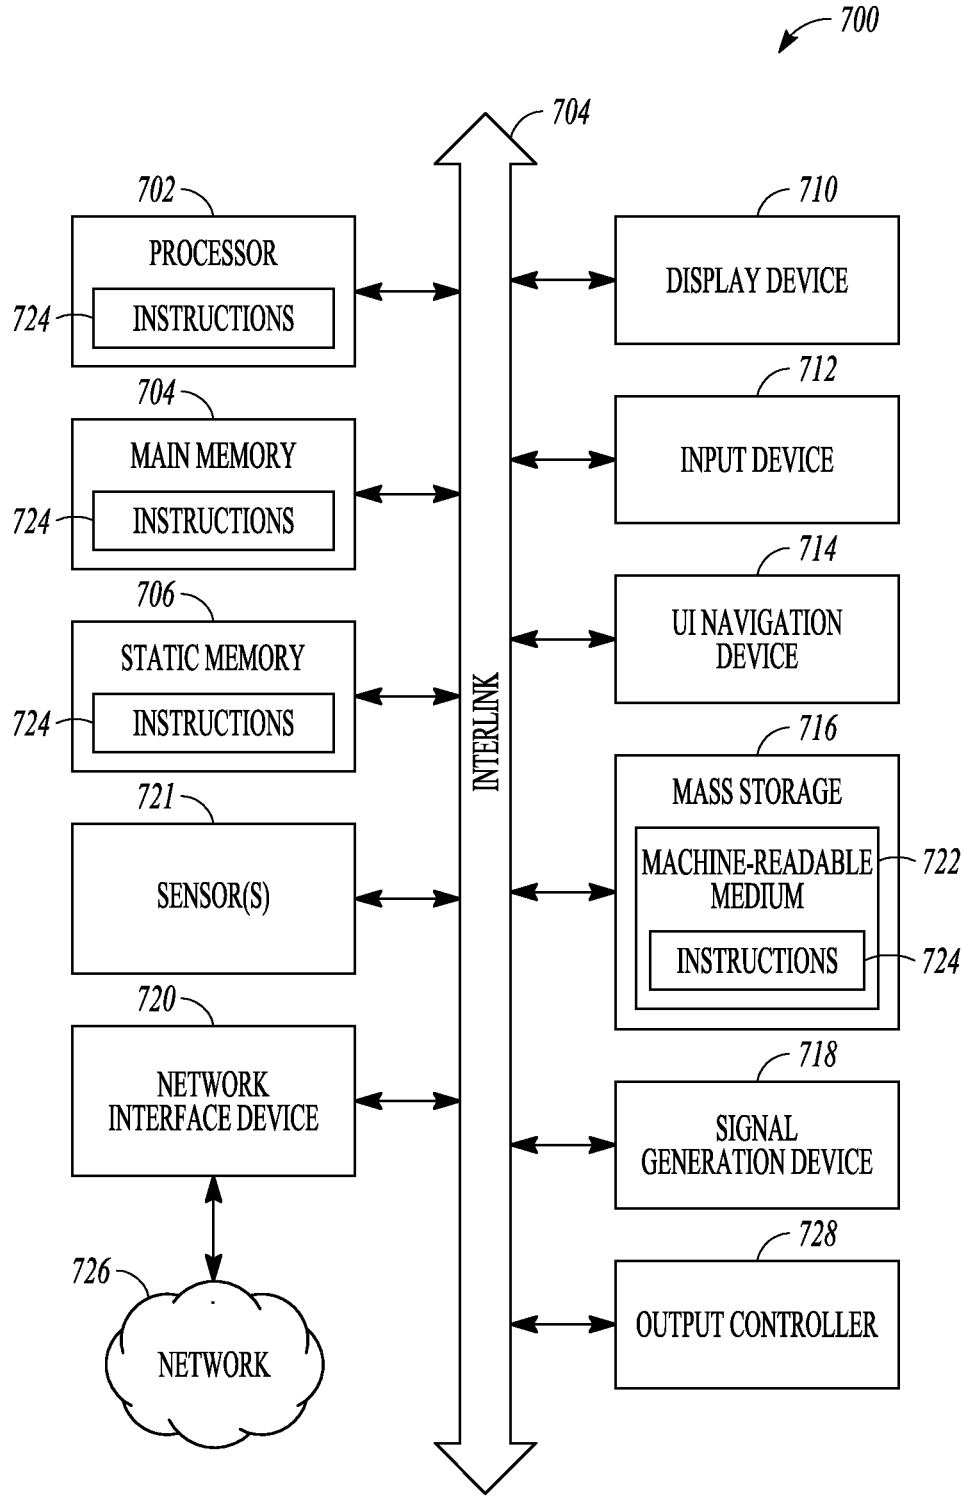 700
704
702
PROCESSOR
724
INSTRUCTIONS
704
MAIN MEMORY
724
INSTRUCTIONS
706
STATIC MEMORY
724
INSTRUCTIONS
721
SENSOR(S)
720
NETWORK
INTERFACE DEVICE
726
NETWORK
INTERLINK
710
DISPLAY DEVICE
712
INPUT DEVICE
714
UI NAVIGATION
DEVICE
716
MASS STORAGE
MACHINE-READABLE
MEDIUM
722
INSTRUCTIONS
724
718
SIGNAL
GENERATION DEVICE
728
OUTPUT CONTROLLER